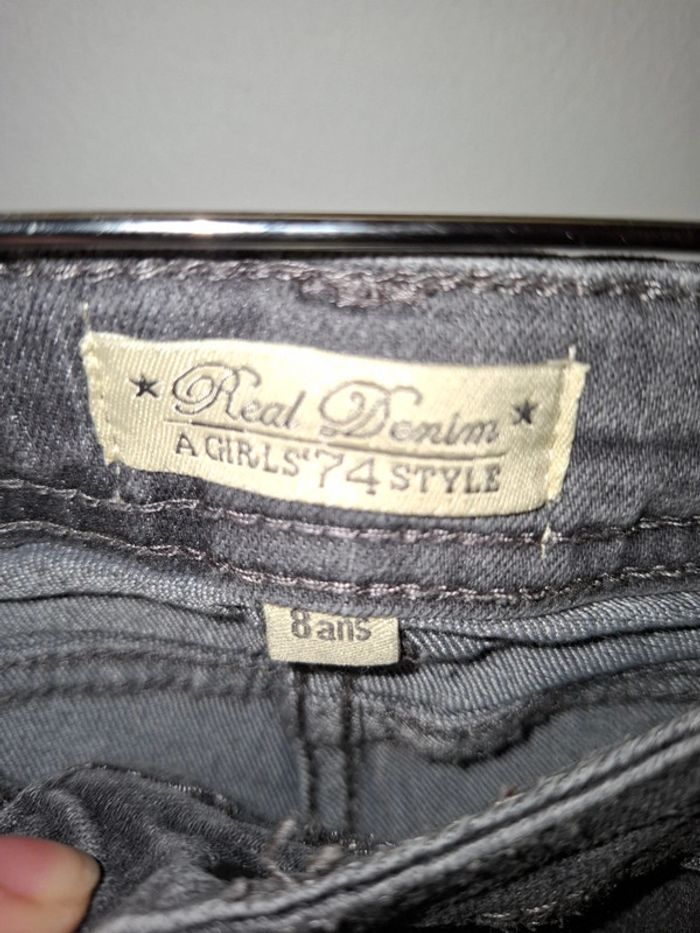 Real Denim
A GIRLS' 74 STYLE
8 ans